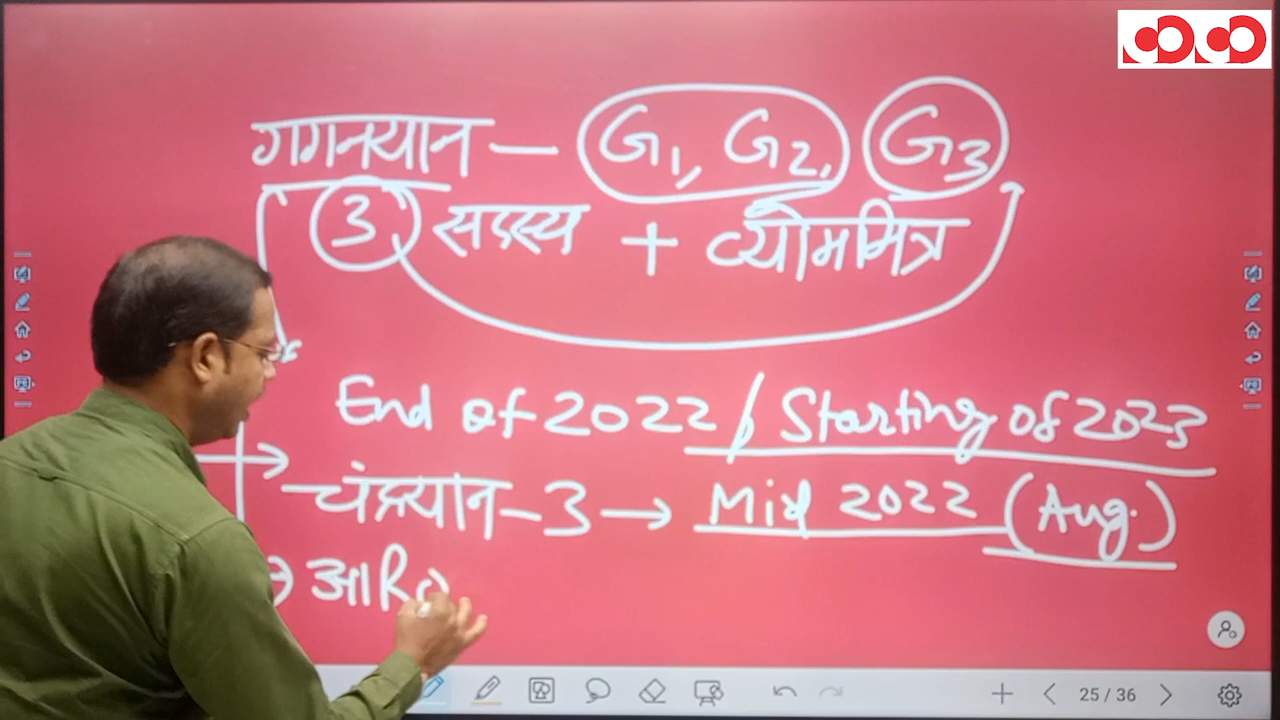 गगनयान – G1, G2, G3
3 सदस्य + व्योममित्र
End of 2022 / Starting of 2023
चंद्रयान-3 → Mid 2022 (Aug.)
25 / 36